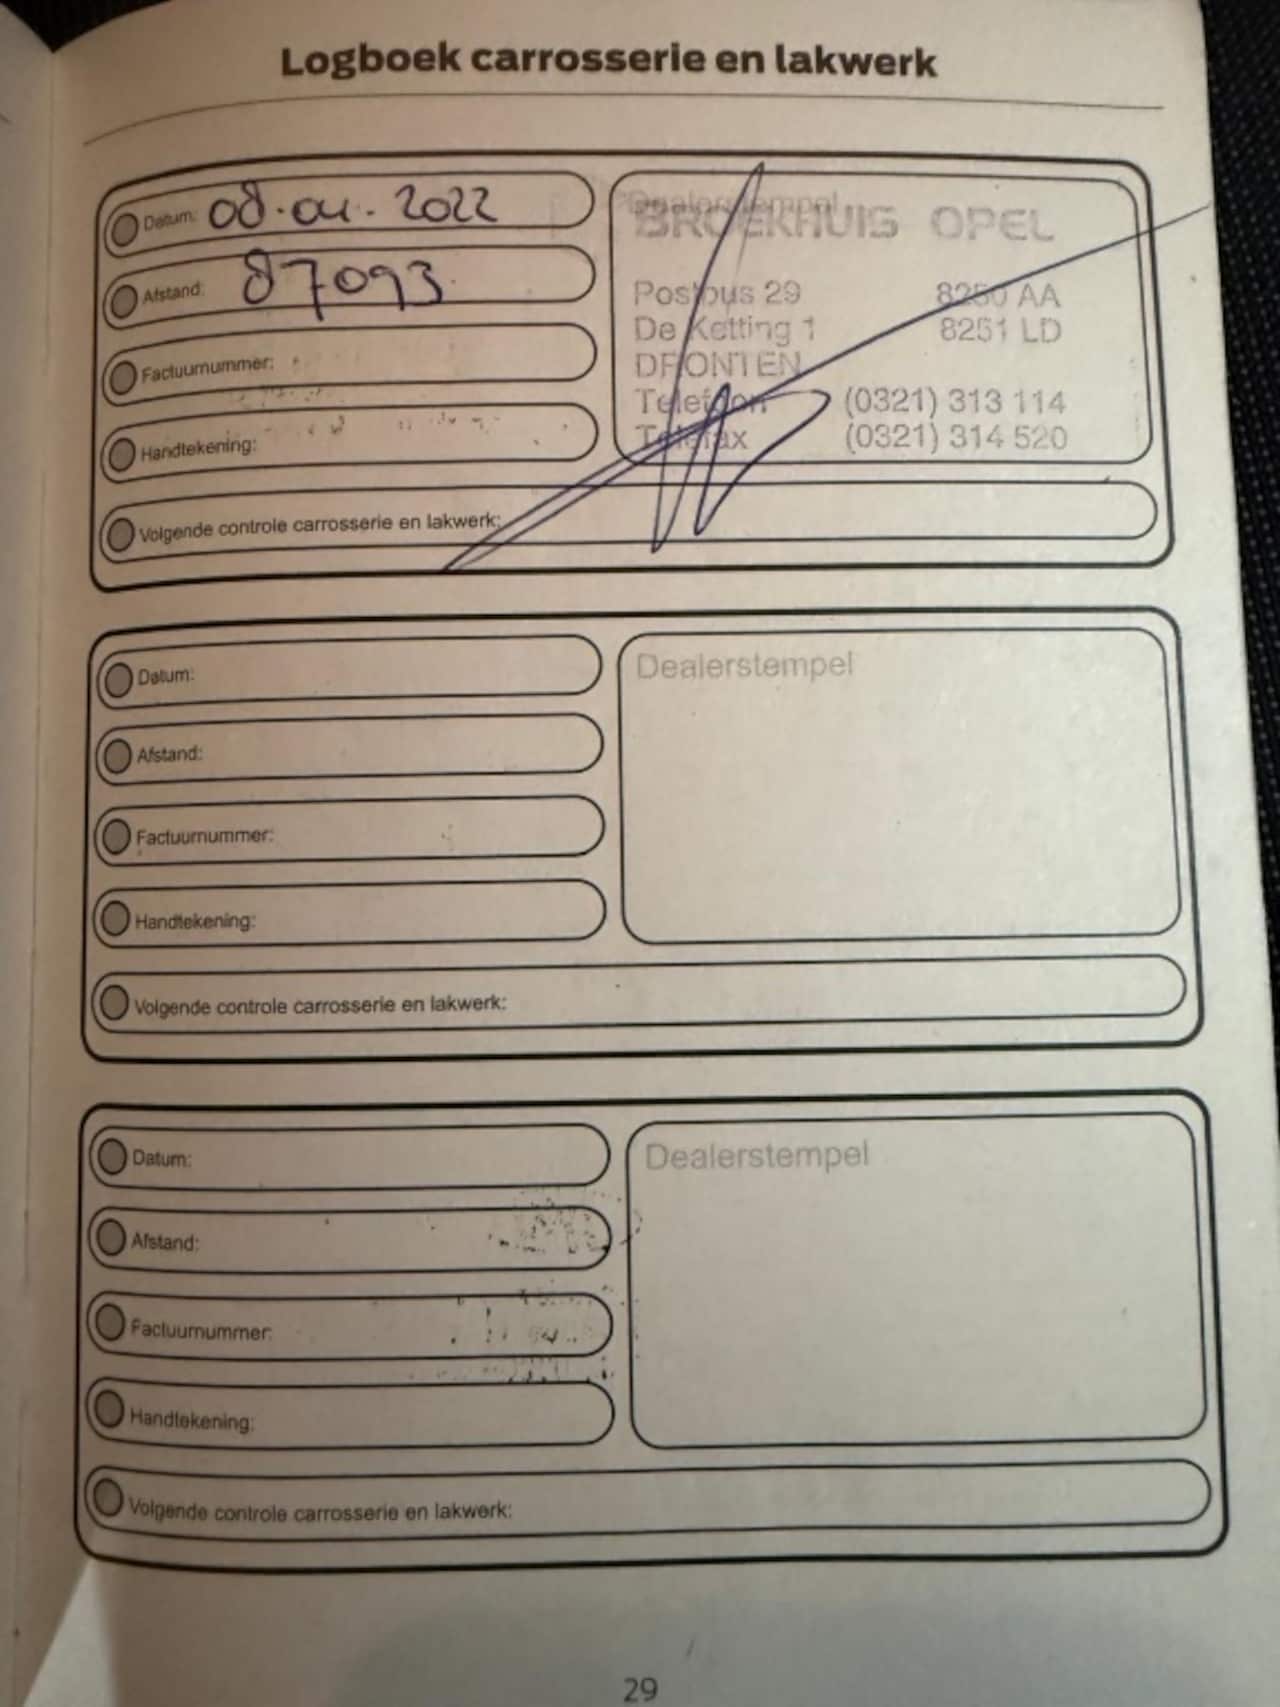 Logboek carrosserie en lakwerk
Datum: 08.04.2022
Afstand: 87093
Factuurnummer:
Handtekening:
Dealerstempel
BROEKHUIS OPEL
Postbus 29 8250 AA
De Ketting 1 8251 LD
DRONTEN
Telefoon (0321) 313 114
Telefax (0321) 314 520
Volgende controle carrosserie en lakwerk:
Datum:
Afstand:
Factuurnummer:
Handtekening:
Dealerstempel
Volgende controle carrosserie en lakwerk:
Datum:
Afstand:
Factuurnummer:
Handtekening:
Dealerstempel
Volgende controle carrosserie en lakwerk:
29